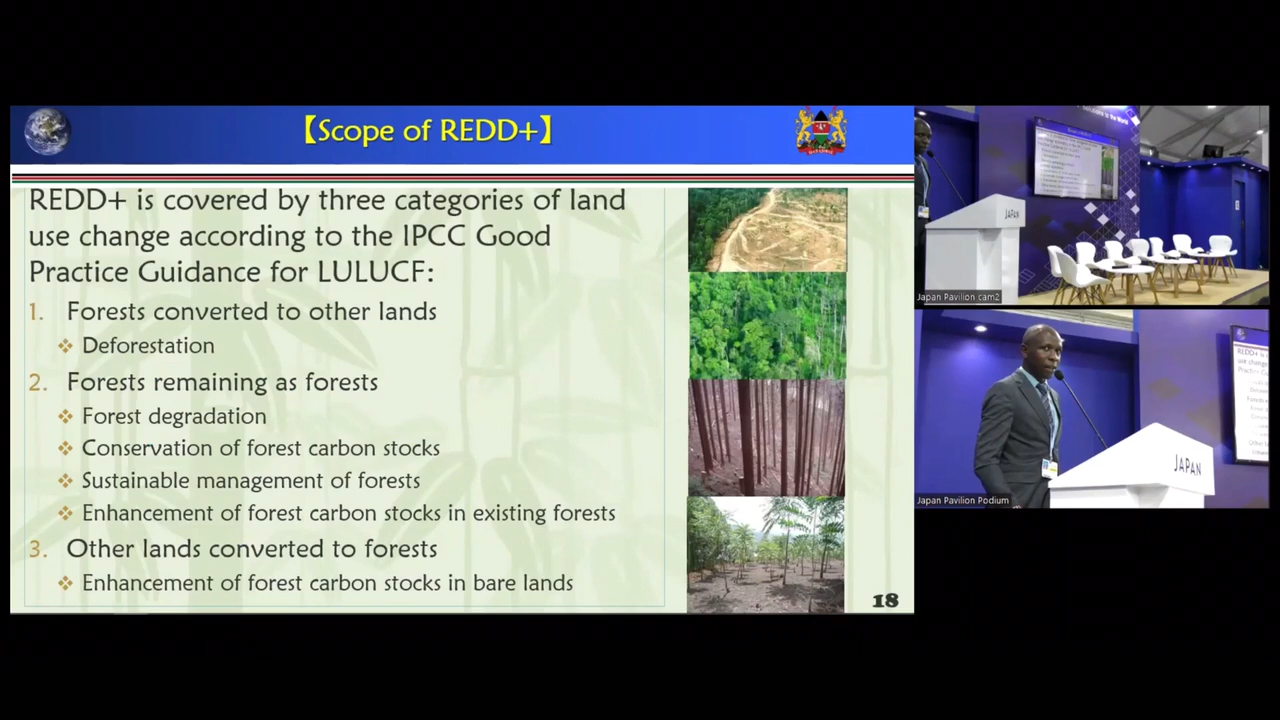 【Scope of REDD+】
REDD+ is covered by three categories of land
use change according to the IPCC Good
Practice Guidance for LULUCF:
1. Forests converted to other lands
❖ Deforestation
2. Forests remaining as forests
❖ Forest degradation
❖ Conservation of forest carbon stocks
❖ Sustainable management of forests
❖ Enhancement of forest carbon stocks in existing forests
3. Other lands converted to forests
❖ Enhancement of forest carbon stocks in bare lands
18
to the World
JAPAN
Japan Pavilion cam2
JAPAN
Japan Pavilion Podium